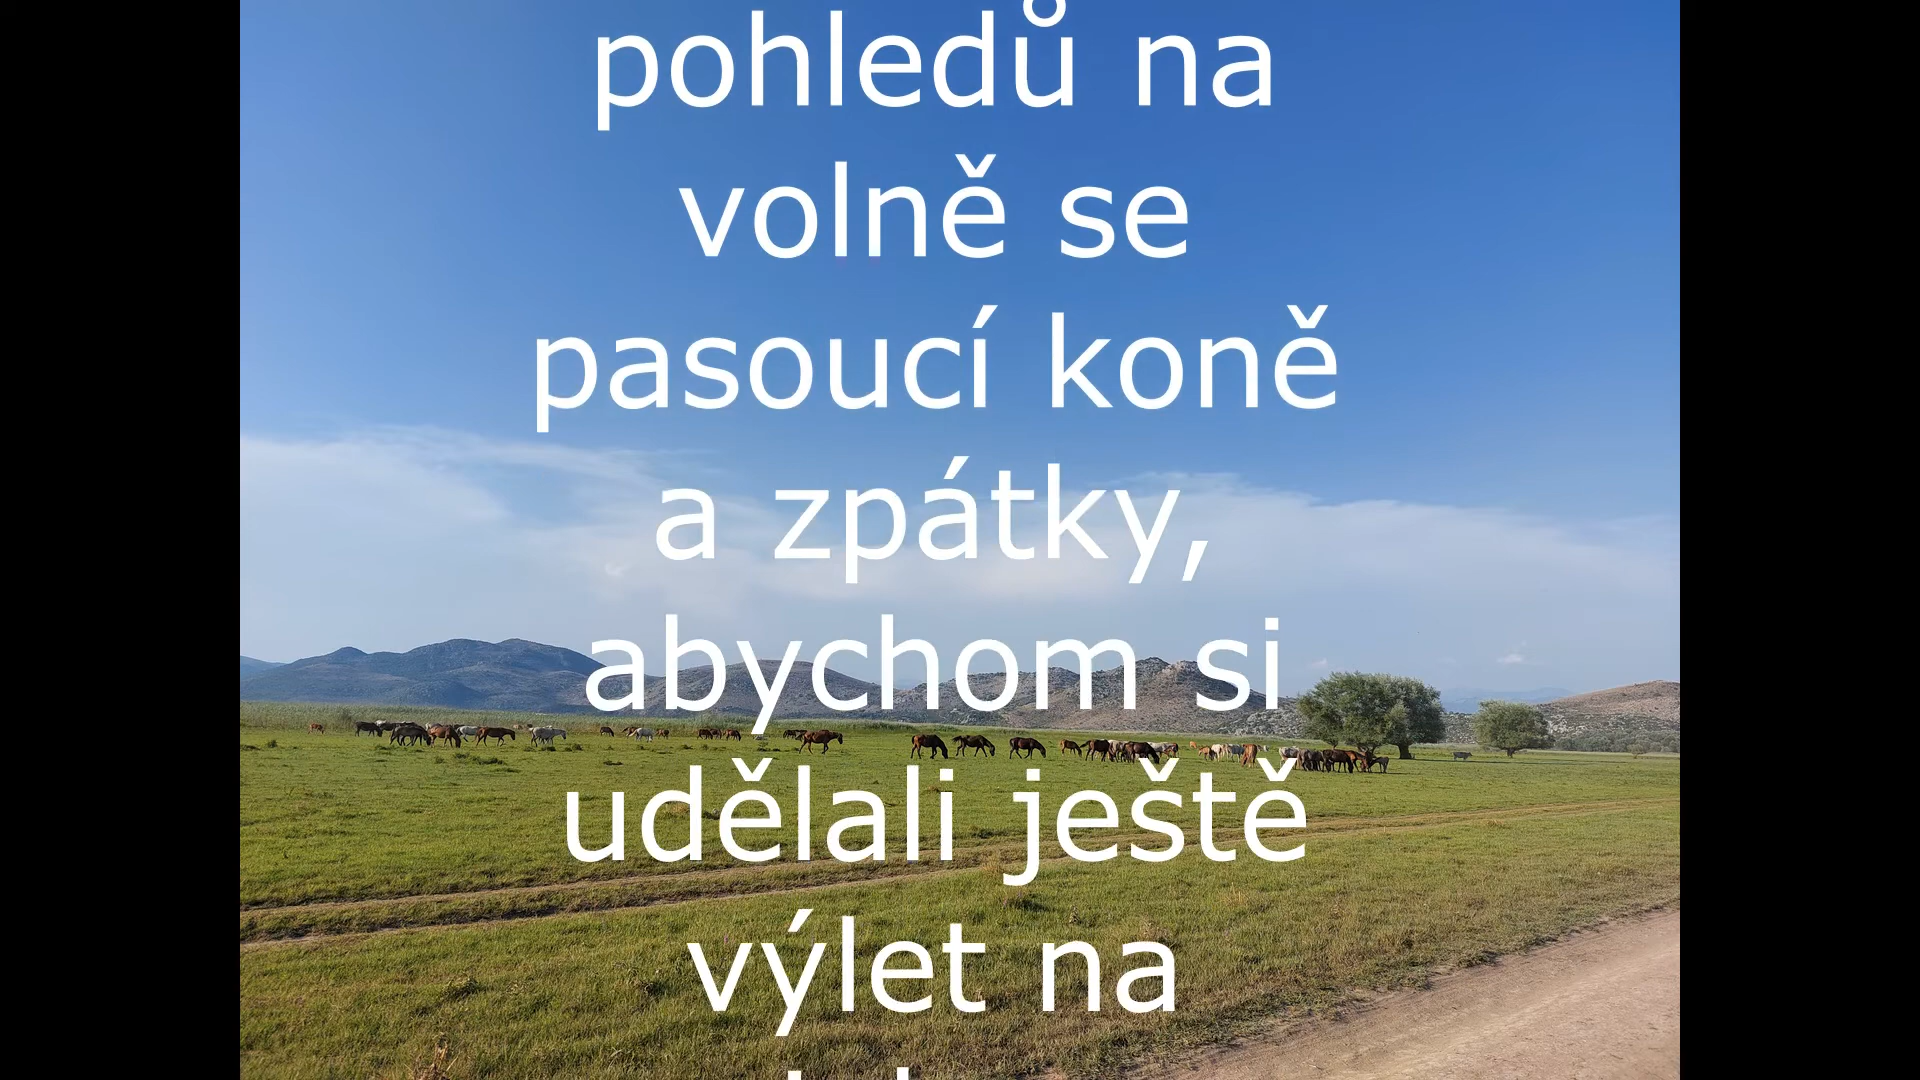 pohledů na
volně se
pasoucí koně
a zpátky,
abychom si
udělali ještě
výlet na